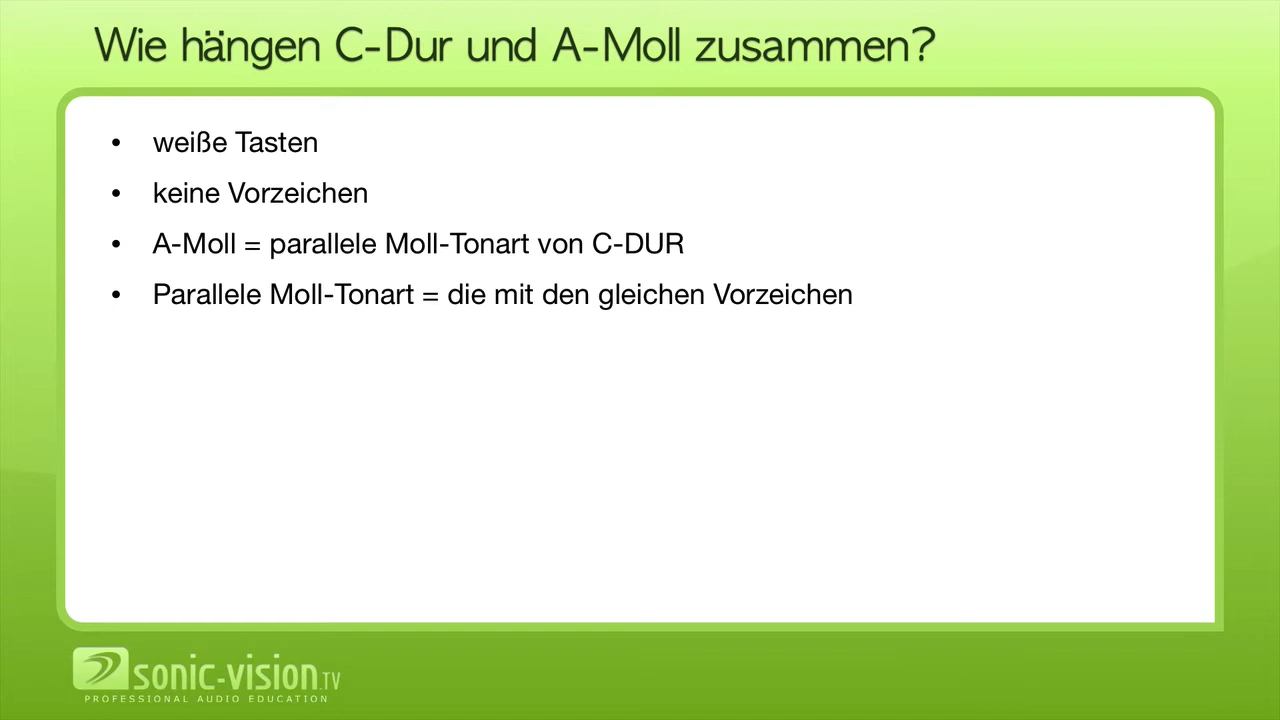 Wie hängen C-Dur und A-Moll zusammen?
• weiße Tasten
• keine Vorzeichen
• A-Moll = parallele Moll-Tonart von C-DUR
• Parallele Moll-Tonart = die mit den gleichen Vorzeichen
sonic-vision.TV
PROFESSIONAL AUDIO EDUCATION